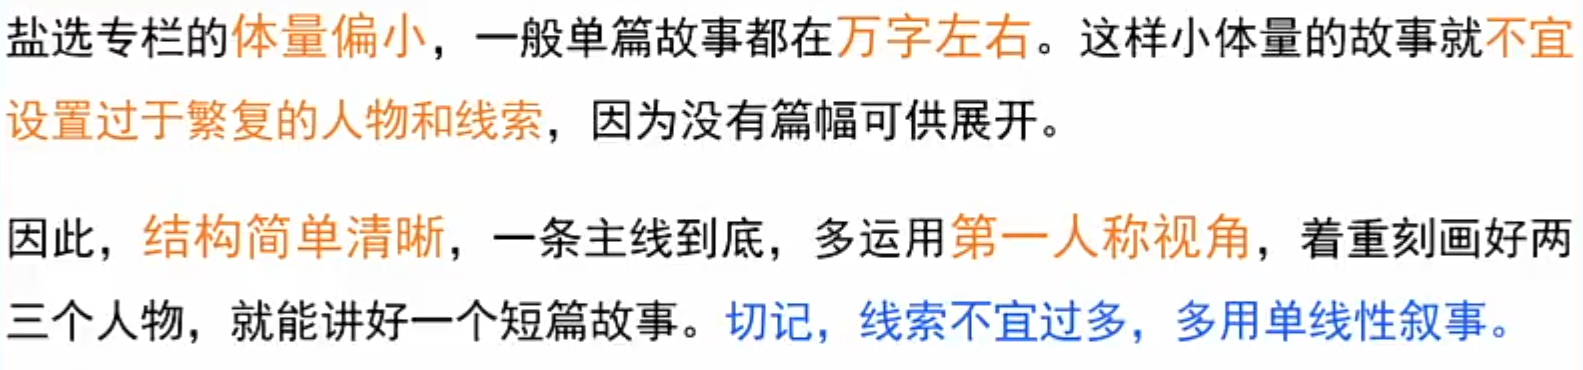 盐选专栏的体量偏小，一般单篇故事都在万字左右。这样小体量的故事就不宜
设置过于繁复的人物和线索，因为没有篇幅可供展开。
因此，结构简单清晰，一条主线到底，多运用第一人称视角，着重刻画好两
三个人物，就能讲好一个短篇故事。切记，线索不宜过多，多用单线性叙事。